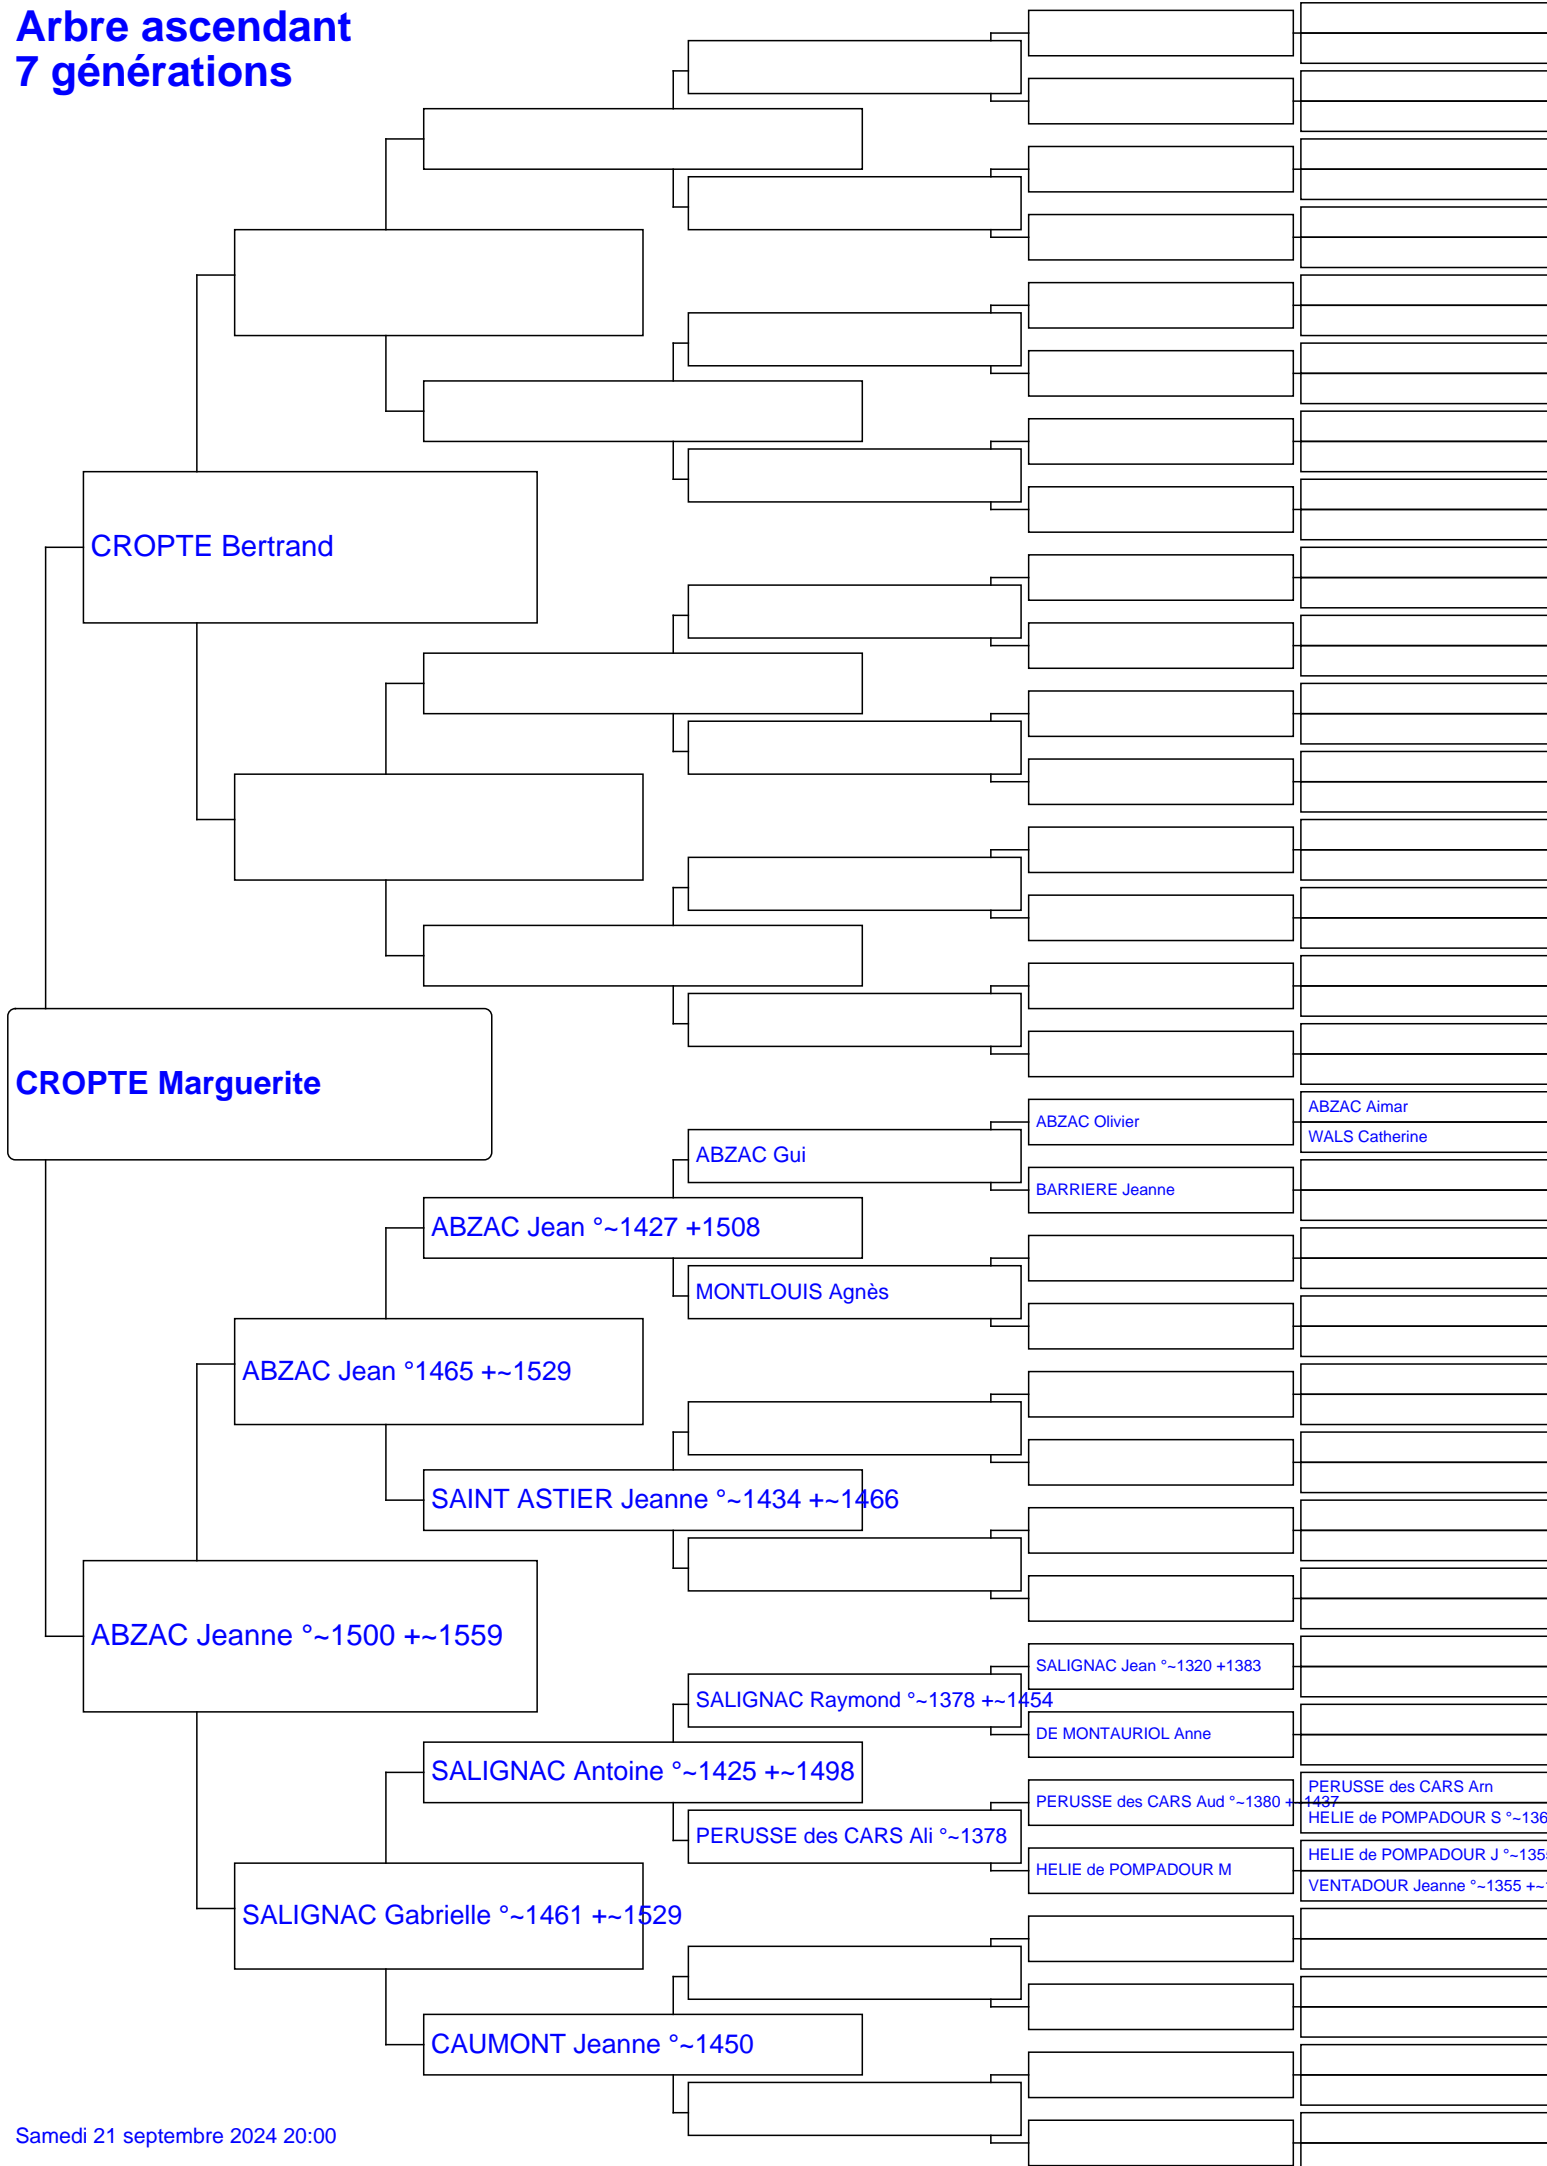 Arbre ascendant
7 générations
CROPTE Bertrand
CROPTE Marguerite
ABZAC Olivier
ABZAC Aimar
WALS Catherine
ABZAC Gui
BARRIERE Jeanne
ABZAC Jean °~1427 +1508
MONTLOUIS Agnès
ABZAC Jean °1465 +~1529
SAINT ASTIER Jeanne °~1434 +~1466
ABZAC Jeanne °~1500 +~1559
SALIGNAC Jean °~1320 +1383
SALIGNAC Raymond °~1378 +~1454
DE MONTAURIOL Anne
SALIGNAC Antoine °~1425 +~1498
PERUSSE des CARS Arn
PERUSSE des CARS Aud °~1380 +~1437
HELIE de POMPADOUR S °~136
PERUSSE des CARS Ali °~1378
HELIE de POMPADOUR J °~135
HELIE de POMPADOUR M
VENTADOUR Jeanne °~1355 +~
SALIGNAC Gabrielle °~1461 +~1529
CAUMONT Jeanne °~1450
Samedi 21 septembre 2024 20:00